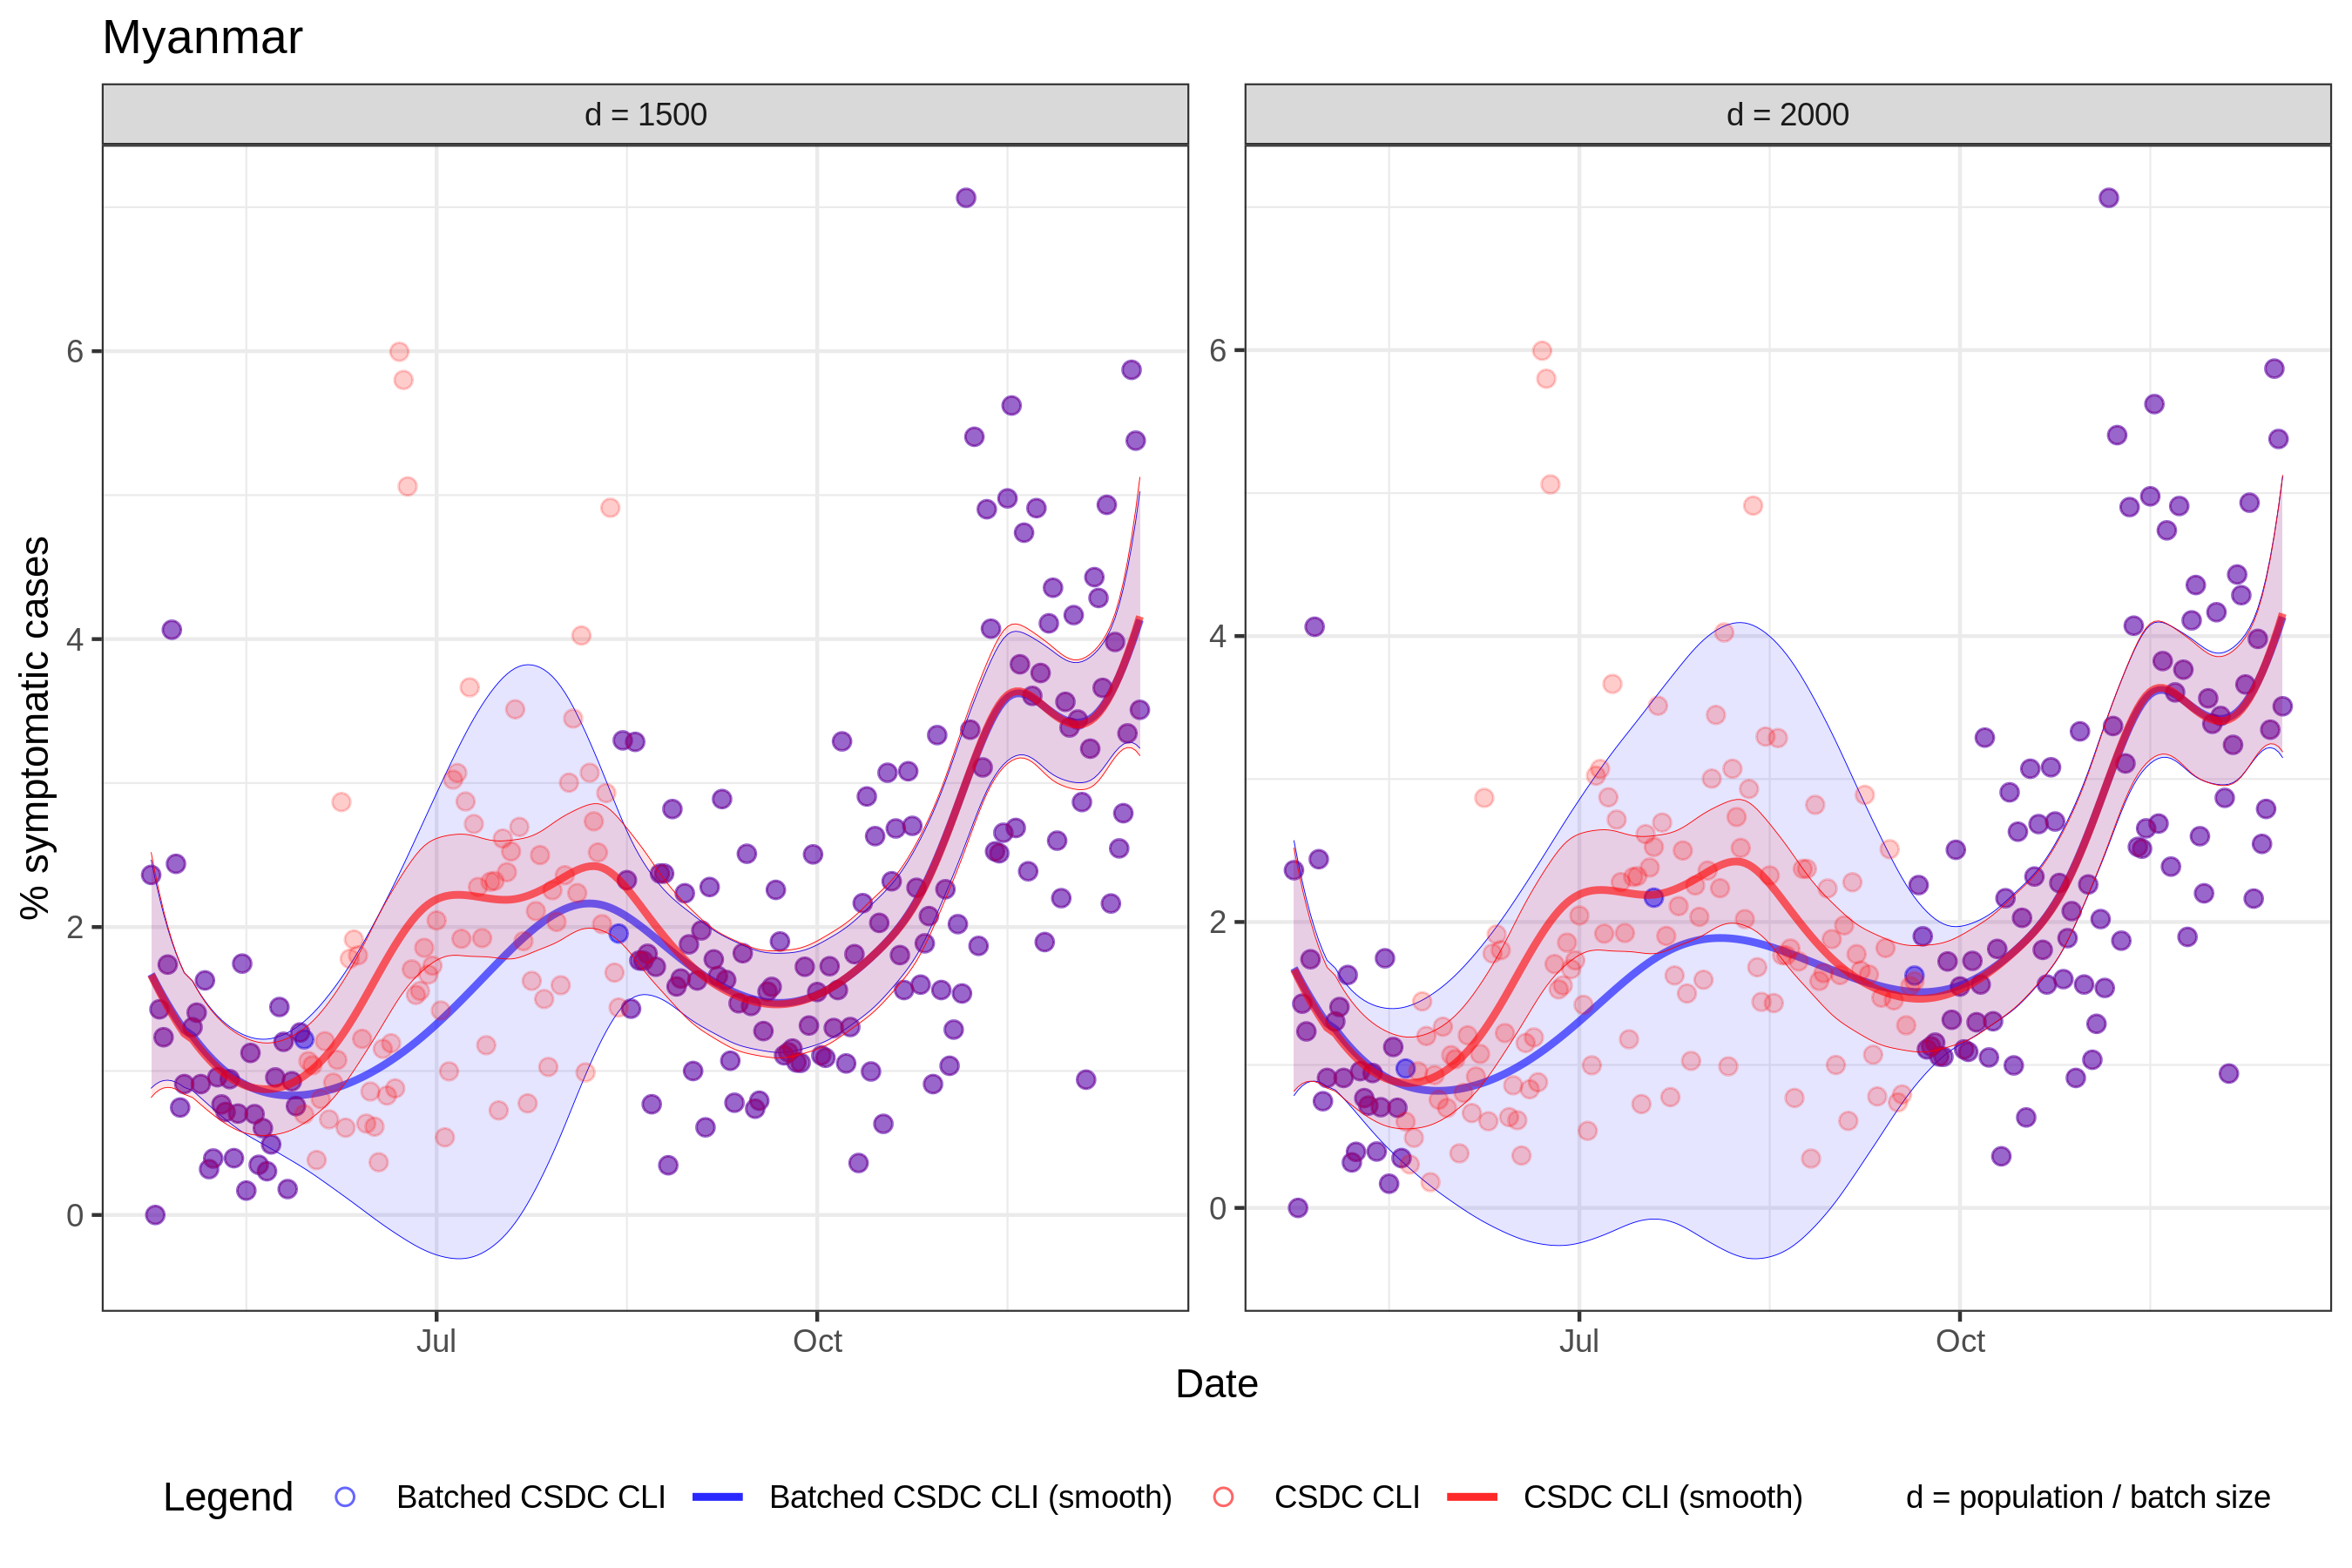 Myanmar
d = 1500
d = 2000
% symptomatic cases
6
4
2
0
6
4
2
0
Jul
Oct
Jul
Oct
Date
Legend
Batched CSDC CLI
Batched CSDC CLI (smooth)
CSDC CLI
CSDC CLI (smooth)
d = population / batch size